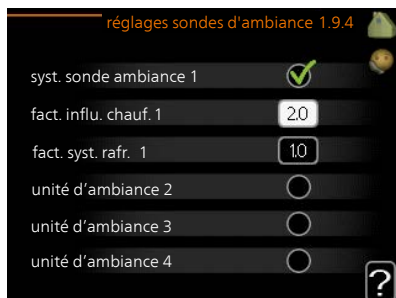 réglages sondes d'ambiance 1.9.4
syst. sonde ambiance 1
fact. influ. chauf. 1 2.0
fact. syst. rafr. 1 1.0
unité d'ambiance 2
unité d'ambiance 3
unité d'ambiance 4
?